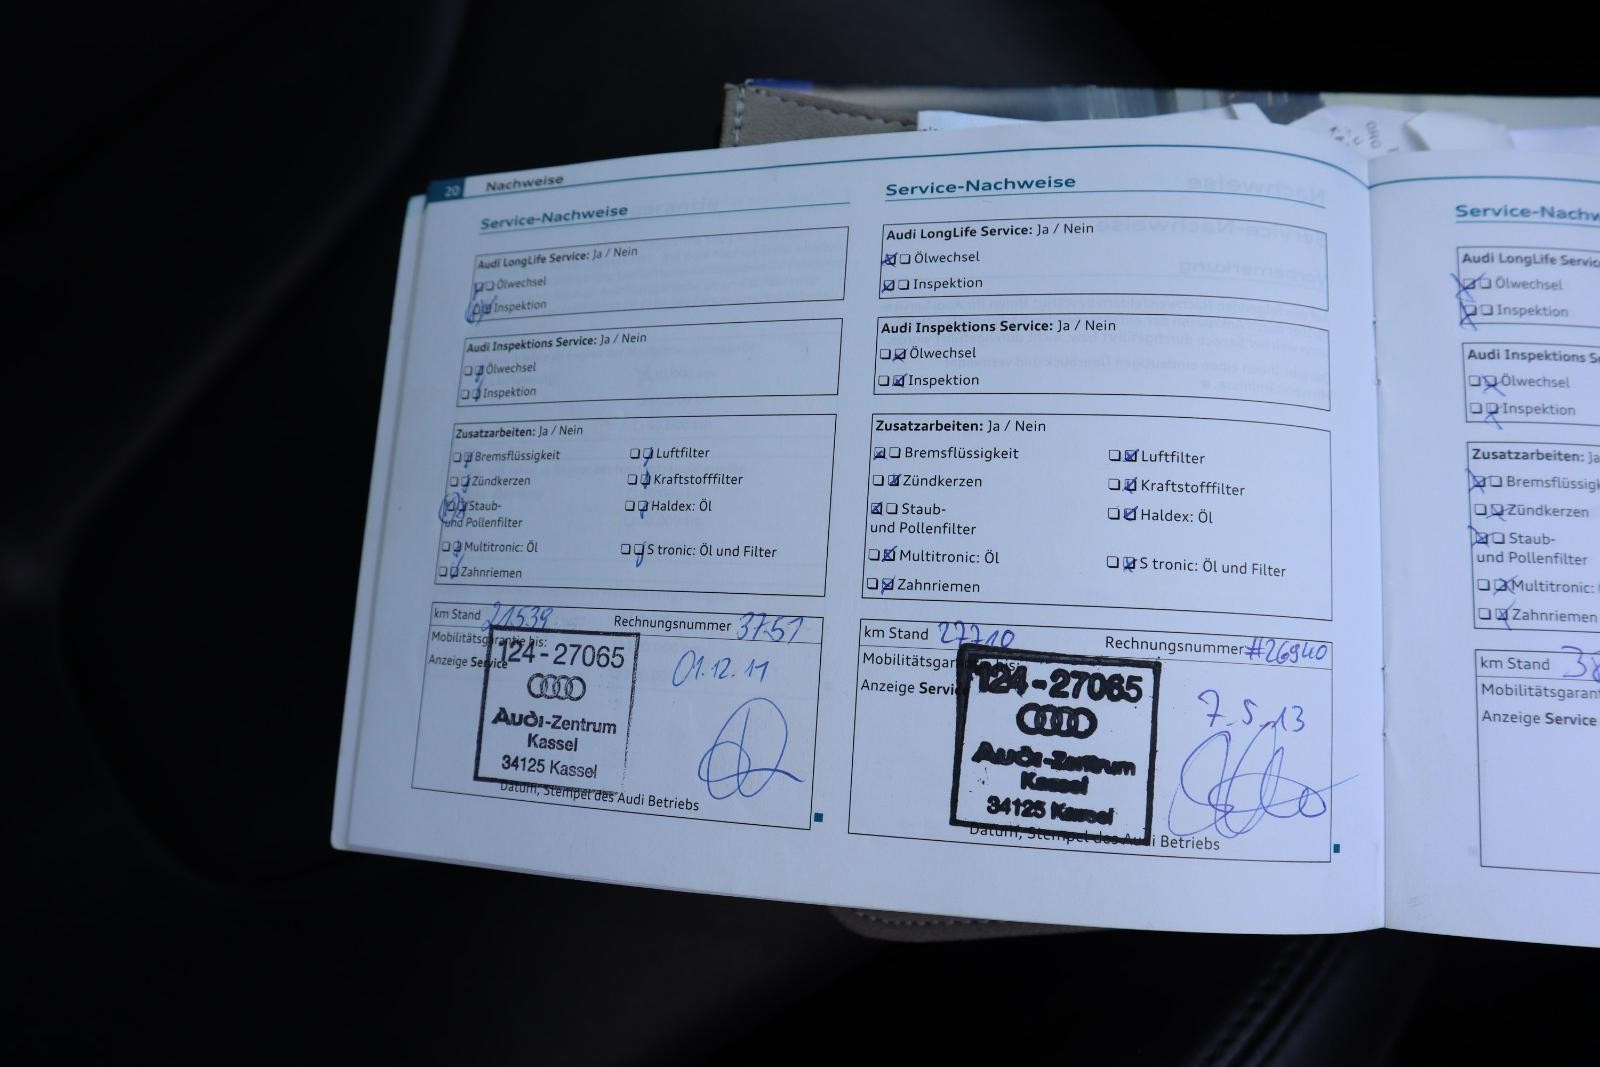 20 Nachweise
Service-Nachweise
Audi LongLife Service: Ja / Nein
Ölwechsel
Inspektion
Audi Inspektions Service: Ja / Nein
Ölwechsel
Inspektion
Zusatzarbeiten: Ja / Nein
Bremsflüssigkeit Luftfilter
Zündkerzen Kraftstofffilter
Staub- Haldex: Öl
und Pollenfilter
Multitronic: Öl S tronic: Öl und Filter
Zahnriemen
km Stand 21539 Rechnungsnummer 3751
Mobilitätsgarantie bis:
Anzeige Service
124-27065
01.12.11
Audi-Zentrum
Kassel
34125 Kassel
Datum, Stempel des Audi Betriebs
Service-Nachweise
Audi LongLife Service: Ja / Nein
Ölwechsel
Inspektion
Audi Inspektions Service: Ja / Nein
Ölwechsel
Inspektion
Zusatzarbeiten: Ja / Nein
Bremsflüssigkeit Luftfilter
Zündkerzen Kraftstofffilter
Staub- Haldex: Öl
und Pollenfilter
Multitronic: Öl S tronic: Öl und Filter
Zahnriemen
km Stand 27710 Rechnungsnummer #26940
Mobilitätsgaran bis:
Anzeige Servic
124-27065
7.5.13
Audi-Zentrum
Kassel
34125 Kassel
Datum, Stempel des Audi Betriebs
Service-Nachw
Audi LongLife Servic
Ölwechsel
Inspektion
Audi Inspektions S
Ölwechsel
Inspektion
Zusatzarbeiten: Ja
Bremsflüssigk
Zündkerzen
Staub-
und Pollenfilter
Multitronic:
Zahnriemen
km Stand 38
Mobilitätsgarant
Anzeige Service